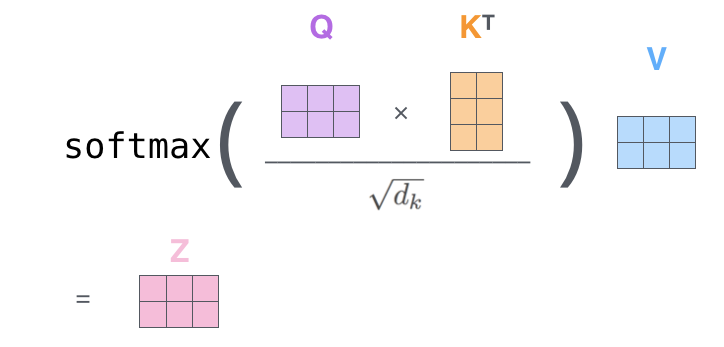 Q Kᵀ
V
softmax( × )
√dₖ
Z
=